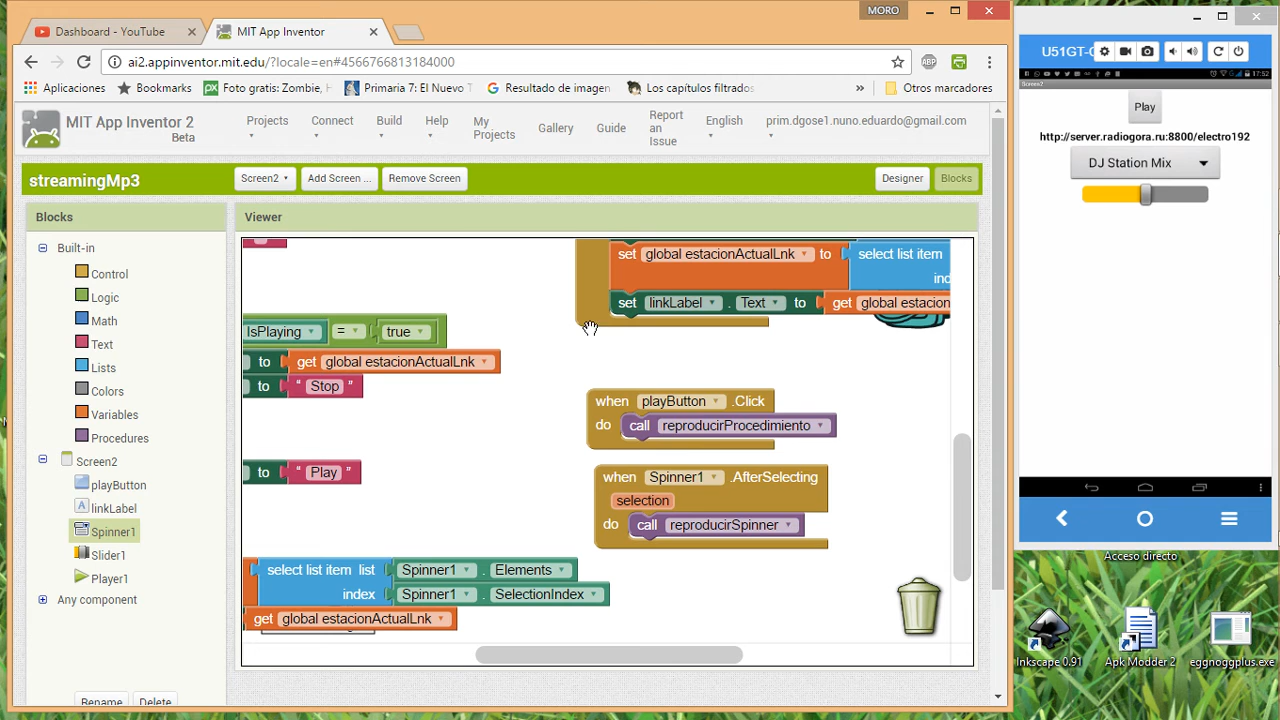 MORO
Dashboard - YouTube
MIT App Inventor
ai2.appinventor.mit.edu/?locale=en#4566766813184000
ABP
Aplicaciones
Bookmarks
Foto gratis: Zombie,
Primaria 7: El Nuevo T
Resultado de imagen
Los capítulos filtrados
»
Otros marcadores
MIT App Inventor 2
Beta
Projects
Connect
Build
Help
My Projects
Gallery
Guide
Report an Issue
English
prim.dgose1.nuno.eduardo@gmail.com
streamingMp3
Screen2
Add Screen ...
Remove Screen
Designer
Blocks
Blocks
Built-in
Control
Logic
Math
Text
Lists
Colors
Variables
Procedures
Screen2
playButton
linkLabel
Spinner1
Slider1
Player1
Any component
Rename
Delete
Viewer
set global estacionActualLnk to select list item
ind
set linkLabel . Text to get global estacion
IsPlaying = true
to get global estacionActualLnk
to " Stop "
when playButton .Click
do call reproducirProcedimiento
to " Play "
when Spinner1 .AfterSelecting
selection
do call reproducirSpinner
select list item list Spinner1 . Elements
index Spinner1 . SelectionIndex
get global estacionActualLnk
U51GT-
17:52
Screen2
Play
http://server.radiogora.ru:8800/electro192
DJ Station Mix
Acceso directo
Inkscape 0.91
Apk Modder 2
eggnoggplus.exe